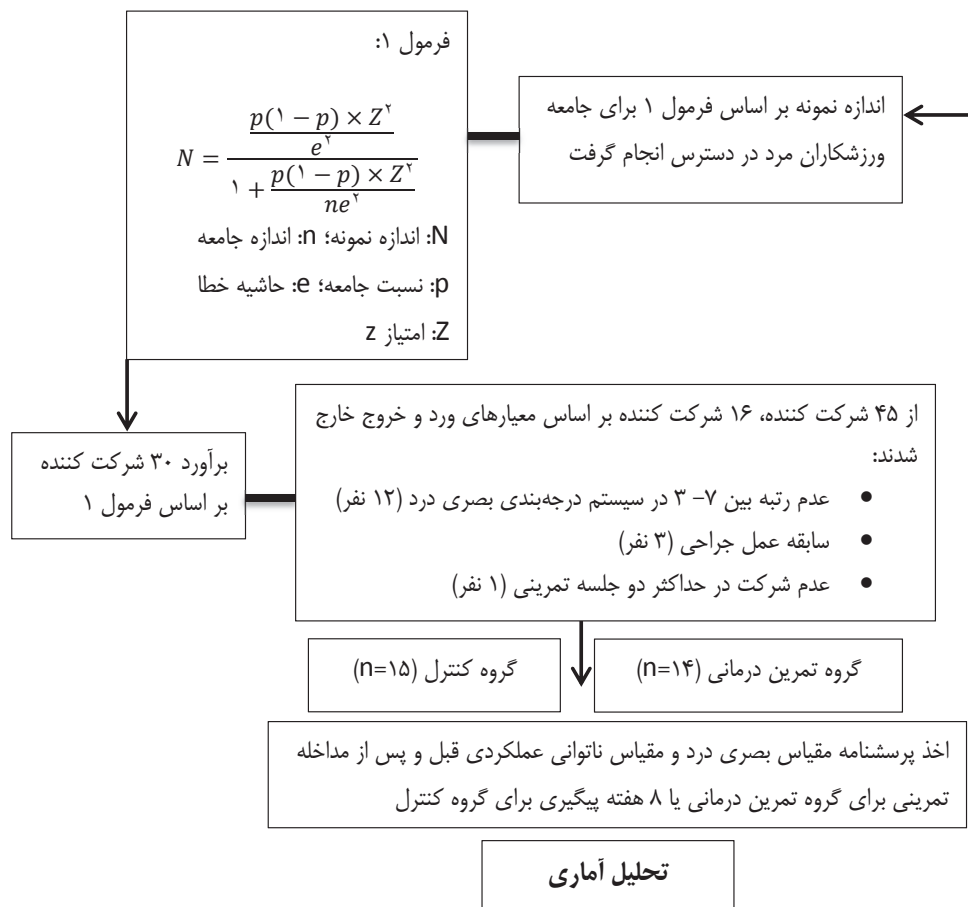 اندازه نمونه بر اساس فرمول ۱ برای جامعه
ورزشکاران مرد در دسترس انجام گرفت
فرمول ۱:
N = (p(۱ − p) × Z^۲ / e^۲) / (۱ + p(۱ − p) × Z^۲ / ne^۲)
N: اندازه نمونه؛ n: اندازه جامعه
p: نسبت جامعه؛ e: حاشیه خطا
Z: امتیاز z
برآورد ۳۰ شرکت کننده
بر اساس فرمول ۱
از ۴۵ شرکت کننده، ۱۶ شرکت کننده بر اساس معیارهای ورد و خروج خارج
شدند:
• عدم رتبه بین ۷– ۳ در سیستم درجه‌بندی بصری درد (۱۲ نفر)
• سابقه عمل جراحی (۳ نفر)
• عدم شرکت در حداکثر دو جلسه تمرینی (۱ نفر)
گروه تمرین درمانی (n=۱۴)
گروه کنترل (n=۱۵)
اخذ پرسشنامه مقیاس بصری درد و مقیاس ناتوانی عملکردی قبل و پس از مداخله
تمرینی برای گروه تمرین درمانی یا ۸ هفته پیگیری برای گروه کنترل
تحلیل آماری